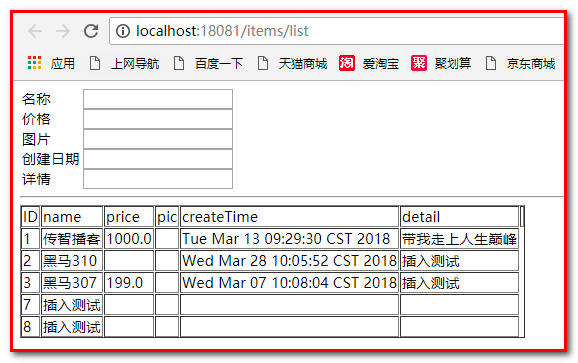 localhost:18081/items/list
应用 上网导航 百度一下 天猫商城 淘 爱淘宝 聚 聚划算 京东商城
名称
价格
图片
创建日期
详情
ID name price pic createTime detail
1 传智播客 1000.0 Tue Mar 13 09:29:30 CST 2018 带我走上人生巅峰
2 黑马310 Wed Mar 28 10:05:52 CST 2018 插入测试
3 黑马307 199.0 Wed Mar 07 10:08:04 CST 2018 插入测试
7 插入测试
8 插入测试